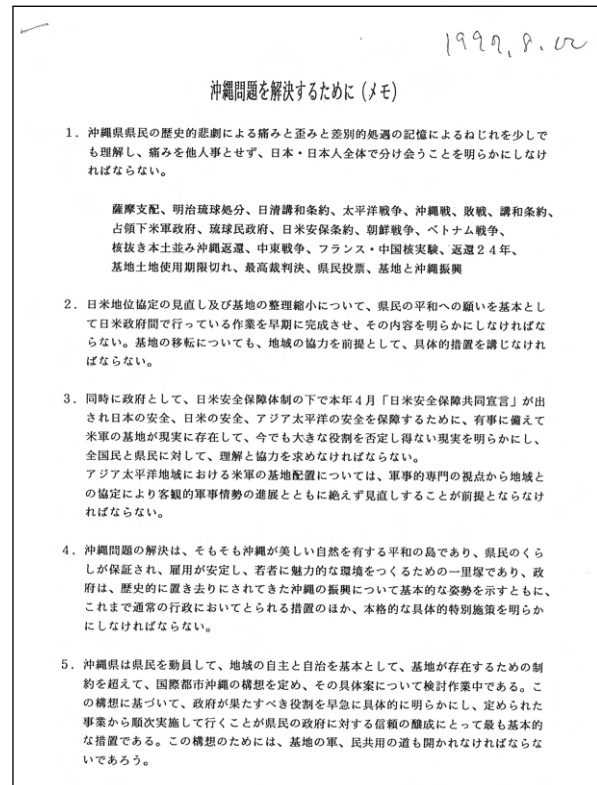 1997. 8. 22
沖縄問題を解決するために（メモ）
１．沖縄県県民の歴史的悲劇による痛みと歪みと差別的処遇の記憶によるねじれを少しで
も理解し、痛みを他人事とせず、日本・日本人全体で分け会うことを明らかにしなけ
ればならない。
薩摩支配、明治琉球処分、日清講和条約、太平洋戦争、沖縄戦、敗戦、講和条約、
占領下米軍政府、琉球民政府、日米安保条約、朝鮮戦争、ベトナム戦争、
核抜き本土並み沖縄返還、中東戦争、フランス・中国核実験、返還２４年、
基地土地使用期限切れ、最高裁判決、県民投票、基地と沖縄振興
２．日米地位協定の見直し及び基地の整理縮小について、県民の平和への願いを基本とし
て日米政府間で行っている作業を早期に完成させ、その内容を明らかにしなければな
らない。基地の移転についても、地域の協力を前提として、具体的措置を講じなけれ
ばならない。
３．同時に政府として、日米安全保障体制の下で本年４月「日米安全保障共同宣言」が出
され日本の安全、日米の安全、アジア太平洋の安全を保障するために、有事に備えて
米軍の基地が現実に存在して、今でも大きな役割を否定し得ない現実を明らかにし、
全国民と県民に対して、理解と協力を求めなければならない。
アジア太平洋地域における米軍の基地配置については、軍事的専門の視点から地域と
の協定により客観的軍事情勢の進展とともに絶えず見直しすることが前提とならなけ
ればならない。
４．沖縄問題の解決は、そもそも沖縄が美しい自然を有する平和の島であり、県民のくら
しが保証され、雇用が安定し、若者に魅力的な環境をつくるための一里塚であり、政
府は、歴史的に置き去りにされてきた沖縄の振興について基本的な姿勢を示すともに、
これまで通常の行政においてとられる措置のほか、本格的な具体的特別施策を明らか
にしなければならない。
５．沖縄県は県民を動員して、地域の自主と自治を基本として、基地が存在するための制
約を超えて、国際都市沖縄の構想を定め、その具体案について検討作業中である。こ
の構想に基づいて、政府が果たすべき役割を早急に具体的に明らかにし、定められた
事業から順次実施して行くことが県民の政府に対する信頼の醸成にとって最も基本的
な措置である。この構想のためには、基地の軍、民共用の道も開かれなければならな
いであろう。